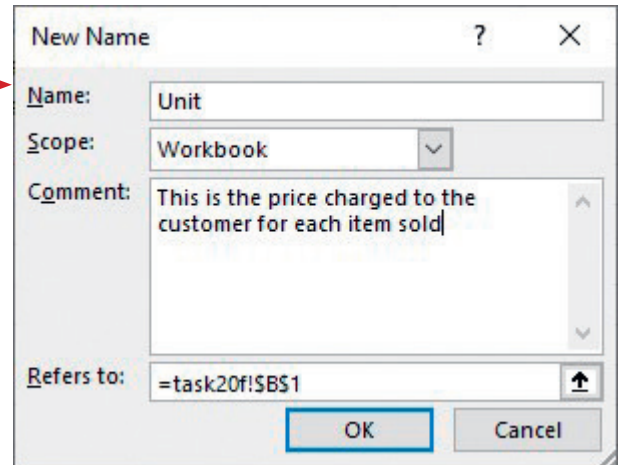 New Name ?
Name: Unit
Scope: Workbook
Comment: This is the price charged to the
customer for each item sold
Refers to: =task20f!$B$1
OK Cancel